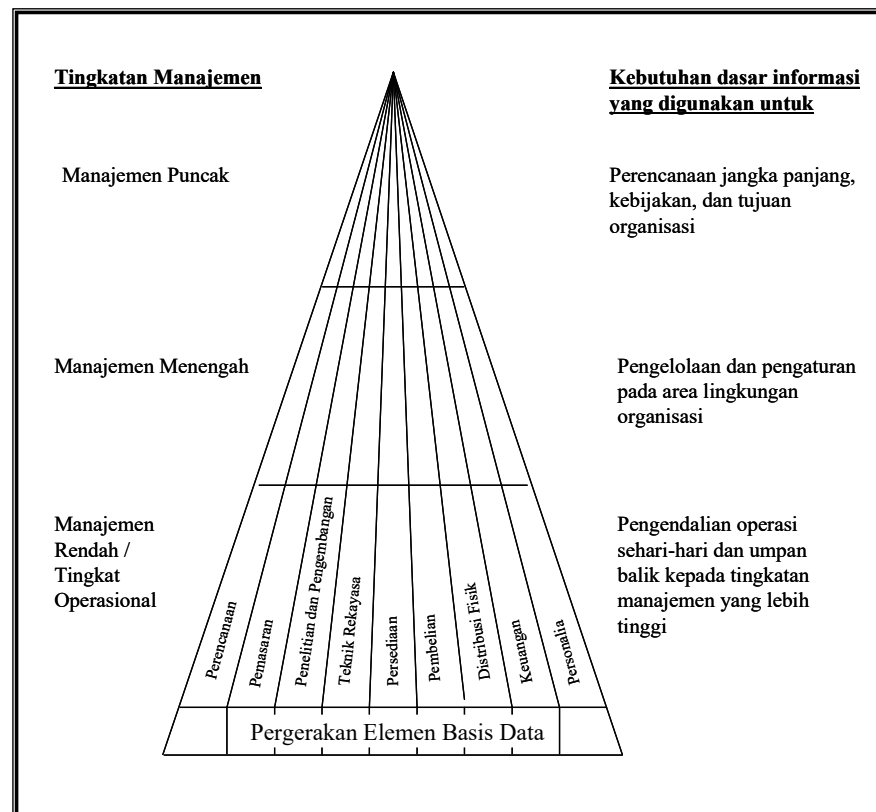 Tingkatan Manajemen
Kebutuhan dasar informasi
yang digunakan untuk
Manajemen Puncak
Perencanaan jangka panjang,
kebijakan, dan tujuan
organisasi
Manajemen Menengah
Pengelolaan dan pengaturan
pada area lingkungan
organisasi
Manajemen
Rendah /
Tingkat
Operasional
Pengendalian operasi
sehari-hari dan umpan
balik kepada tingkatan
manajemen yang lebih
tinggi
Perencanaan
Pemasaran
Penelitian dan Pengembangan
Teknik Rekayasa
Persediaan
Pembelian
Distribusi Fisik
Keuangan
Personalia
Pergerakan Elemen Basis Data